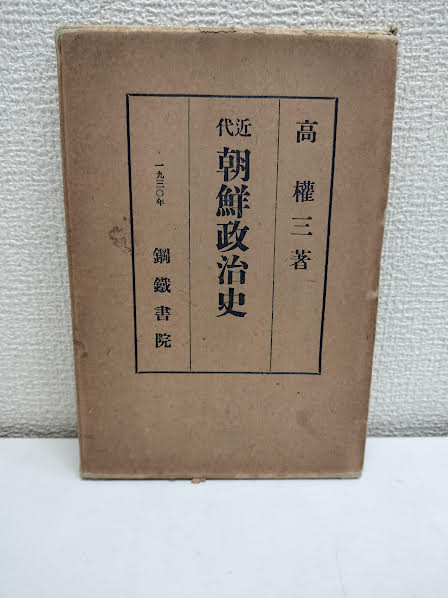 高權三著
近代
朝鮮政治史
一九三〇年
鋼鐵書院